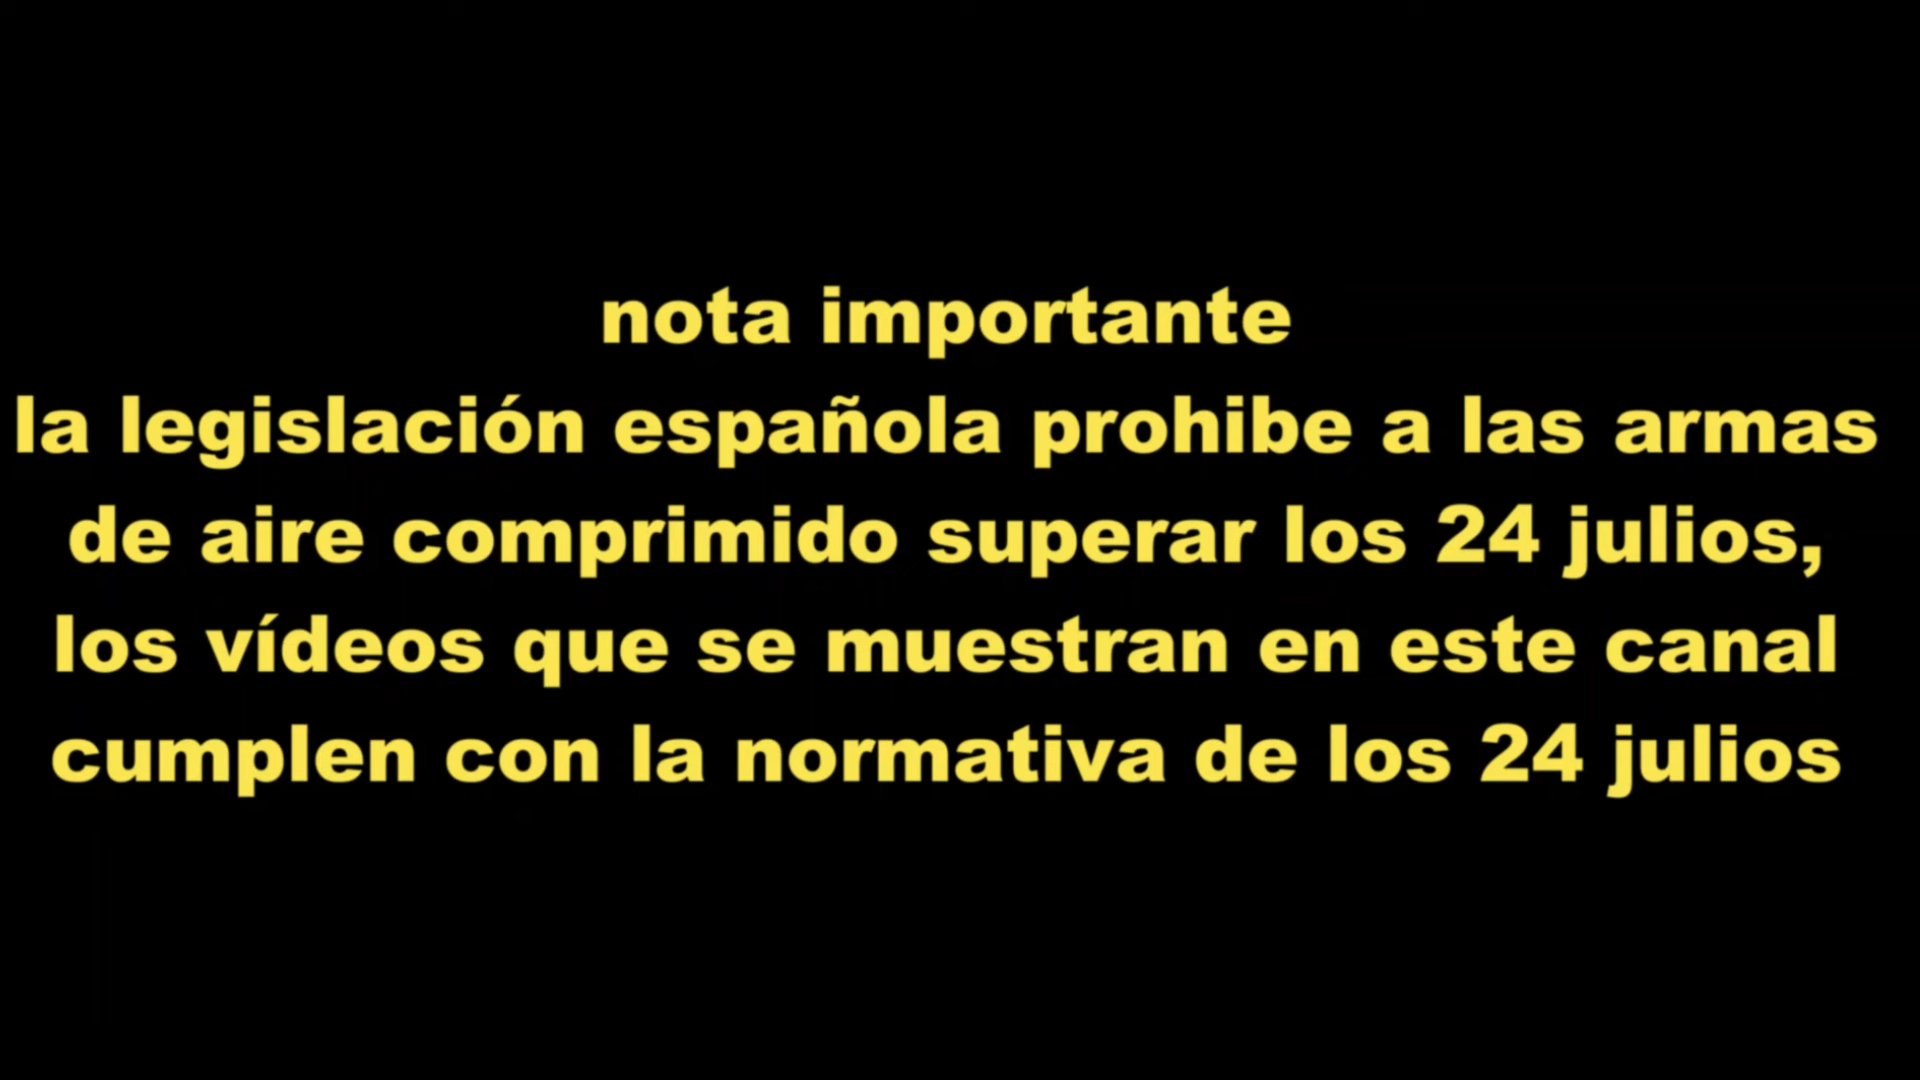 nota importante
la legislación española prohibe a las armas
de aire comprimido superar los 24 julios,
los vídeos que se muestran en este canal
cumplen con la normativa de los 24 julios